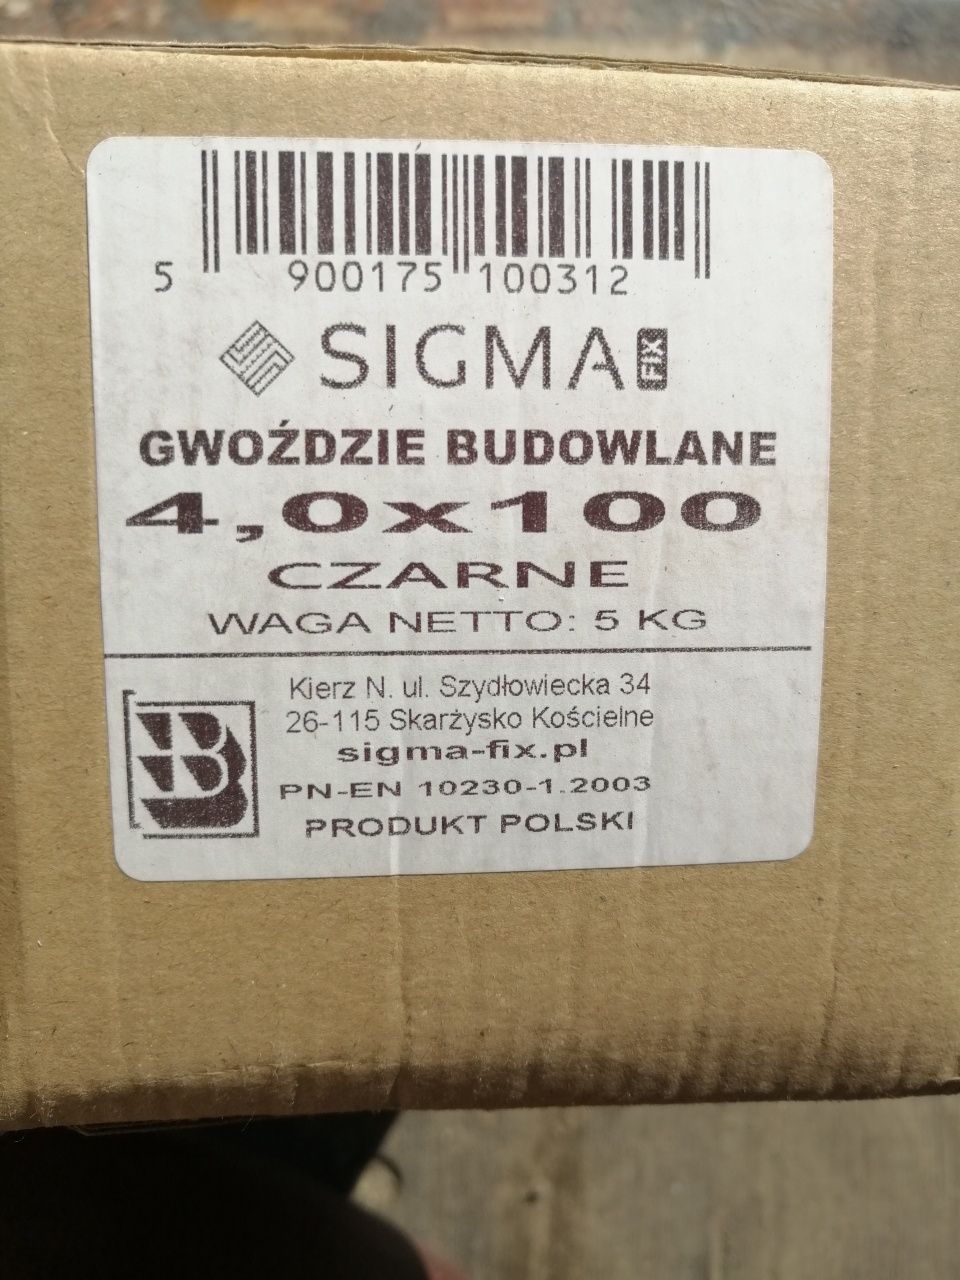 5 900175 100312
SIGMA FIX
GWOŹDZIE BUDOWLANE
4,0x100
CZARNE
WAGA NETTO: 5 KG
Kierz N. ul. Szydłowiecka 34
26-115 Skarżysko Kościelne
sigma-fix.pl
PN-EN 10230-1.2003
PRODUKT POLSKI
B